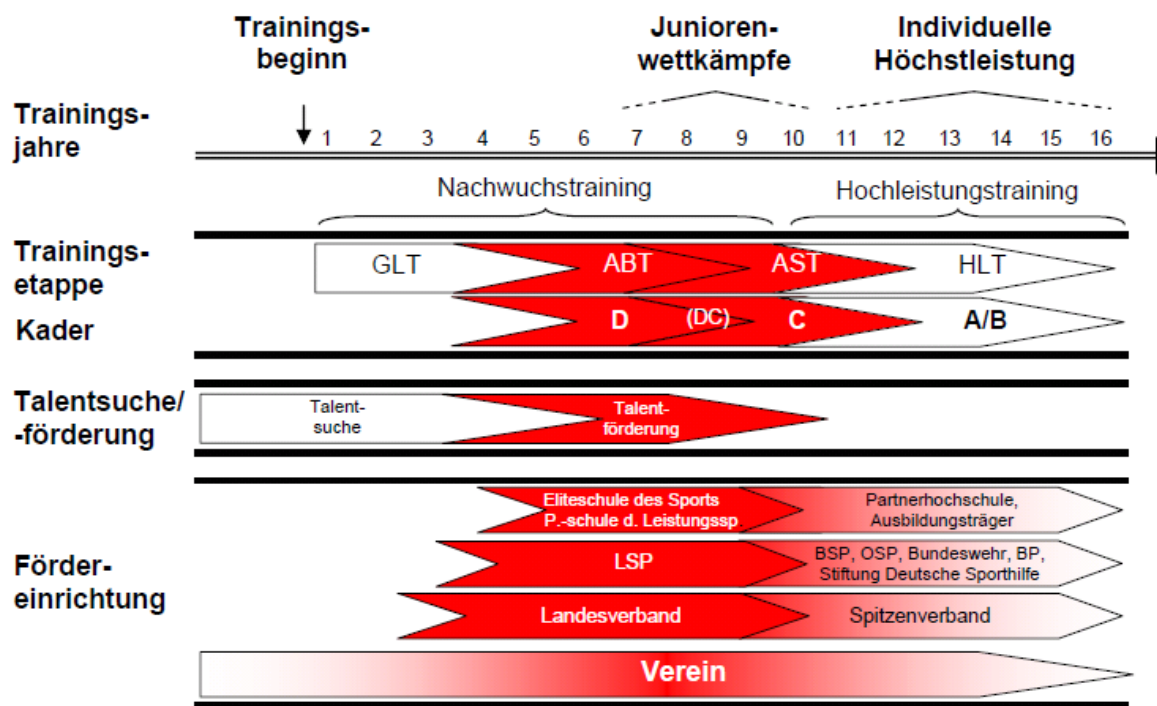 Trainings-
beginn
Junioren-
wettkämpfe
Individuelle
Höchstleistung
Trainings-
jahre
1 2 3 4 5 6 7 8 9 10 11 12 13 14 15 16
Nachwuchstraining
Hochleistungstraining
Trainings-
etappe
GLT ABT AST HLT
Kader
D (DC) C A/B
Talentsuche/
-förderung
Talent-
suche
Talent-
förderung
Förder-
einrichtung
Eliteschule des Sports
P.-schule d. Leistungssp.
Partnerhochschule,
Ausbildungsträger
LSP
BSP, OSP, Bundeswehr, BP,
Stiftung Deutsche Sporthilfe
Landesverband
Spitzenverband
Verein